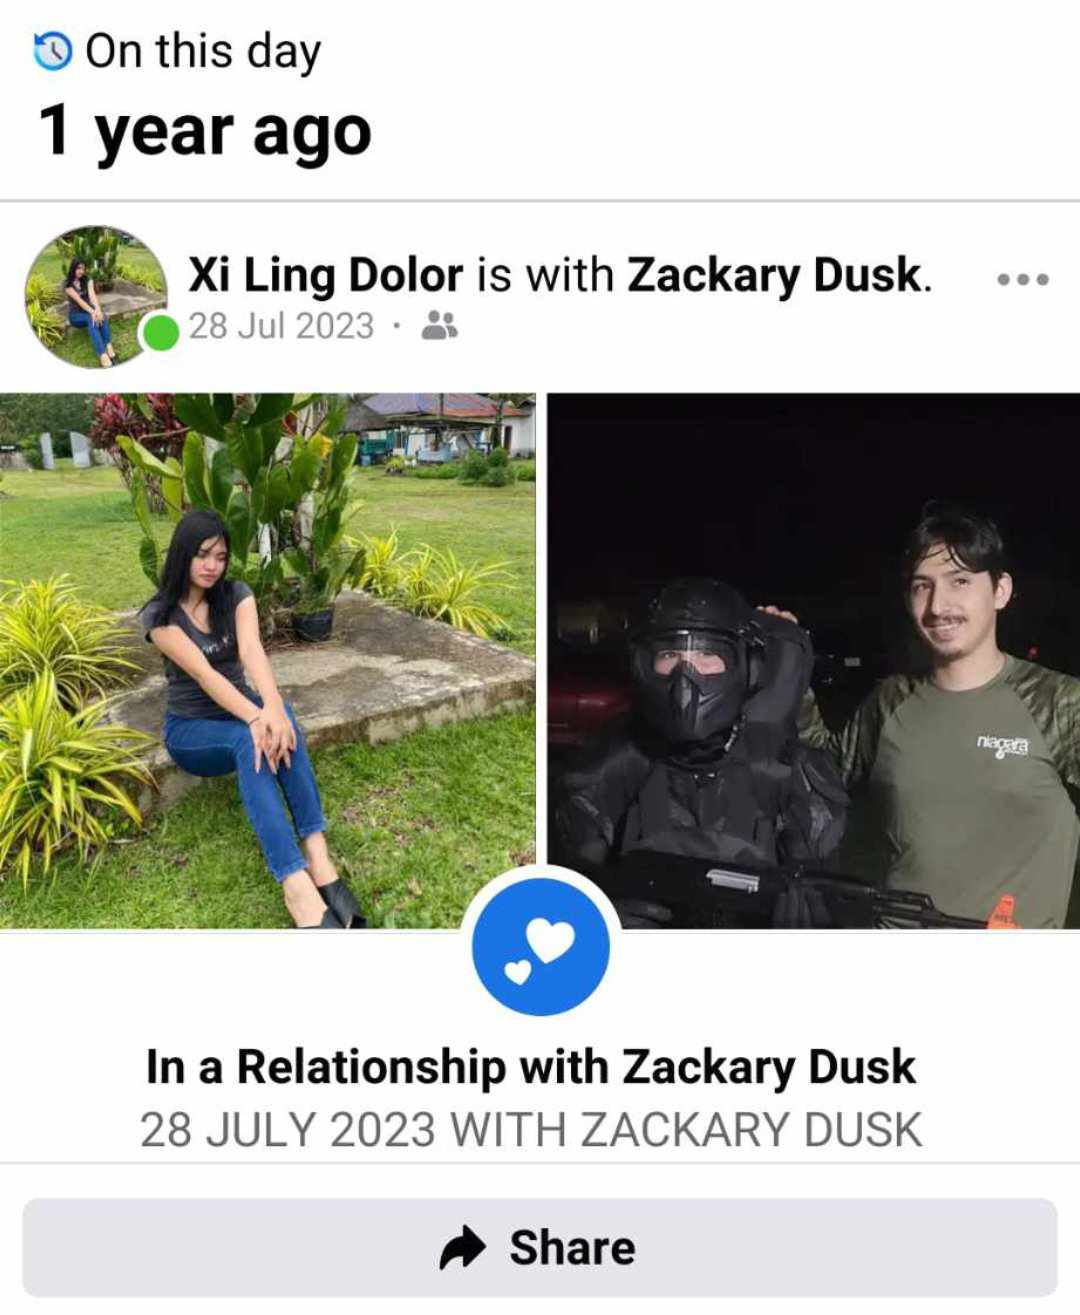 On this day
1 year ago
Xi Ling Dolor is with Zackary Dusk.
28 Jul 2023 ·
niagara
In a Relationship with Zackary Dusk
28 JULY 2023 WITH ZACKARY DUSK
Share